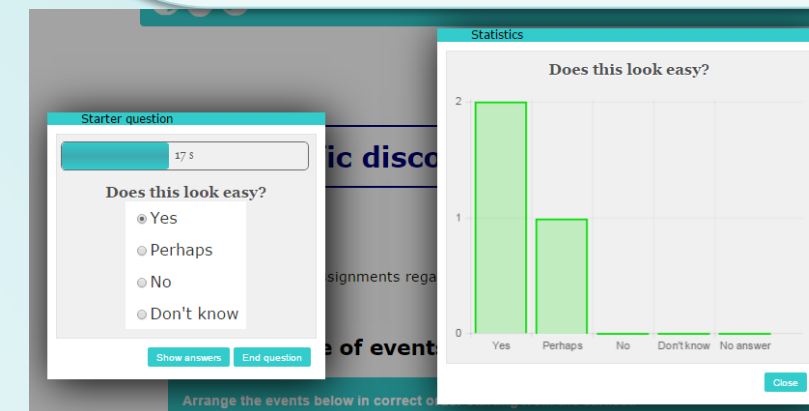 Statistics
Does this look easy?
2
1
0
Yes Perhaps No Don't know No answer
Close
Starter question
17 s
Does this look easy?
Yes
Perhaps
No
Don't know
Show answers End question
ic disco
signments rega
e of event
Arrange the events below in correct